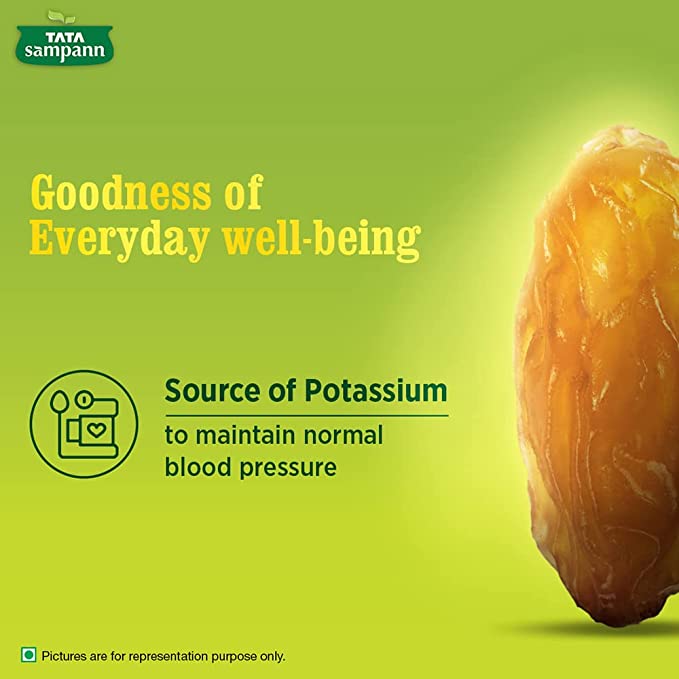 TATA
sampann
Goodness of
Everyday well-being
Source of Potassium
to maintain normal
blood pressure
Pictures are for representation purpose only.